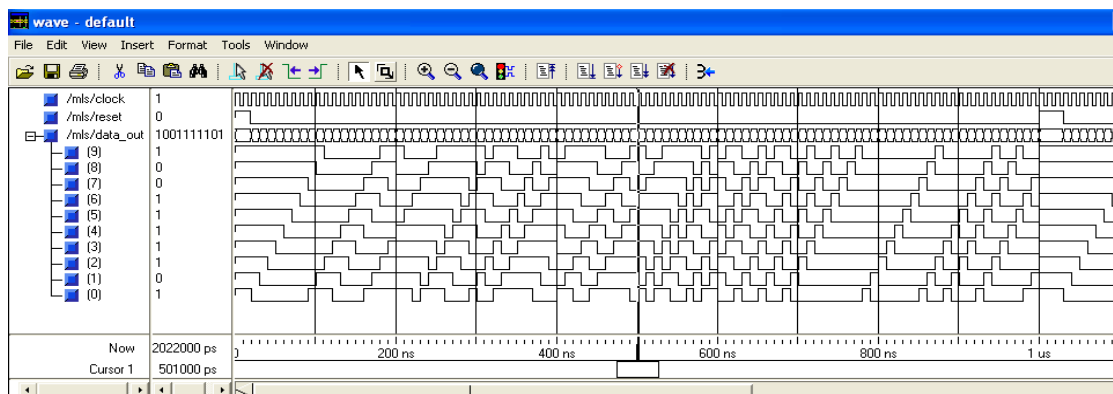 wave - default
File Edit View Insert Format Tools Window
/mls/clock 1
/mls/reset 0
/mls/data_out 1001111101
(9) 1
(8) 0
(7) 0
(6) 1
(5) 1
(4) 1
(3) 1
(2) 1
(1) 0
(0) 1
Now 2022000 ps 200 ns 400 ns 600 ns 800 ns 1 us
Cursor 1 501000 ps